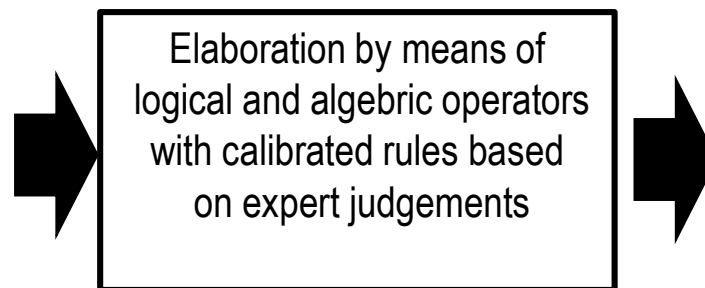 Elaboration by means of
logical and algebric operators
with calibrated rules based
on expert judgements